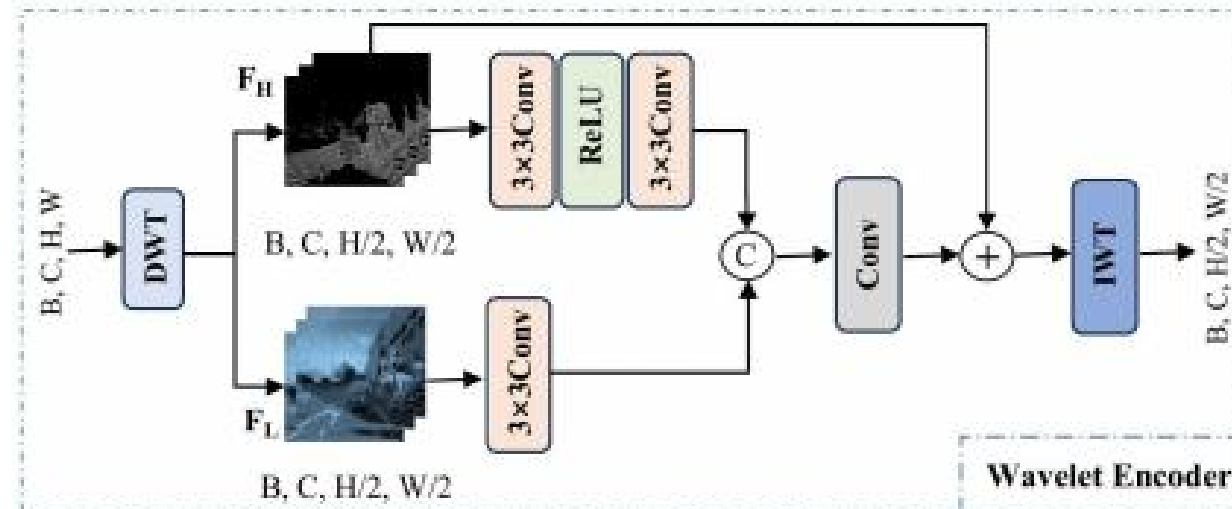 B, C, H, W
DWT
F_H
B, C, H/2, W/2
3×3Conv
ReLU
3×3Conv
F_L
B, C, H/2, W/2
3×3Conv
C
Conv
+
IWT
B, C, H/2, W/2
Wavelet Encoder